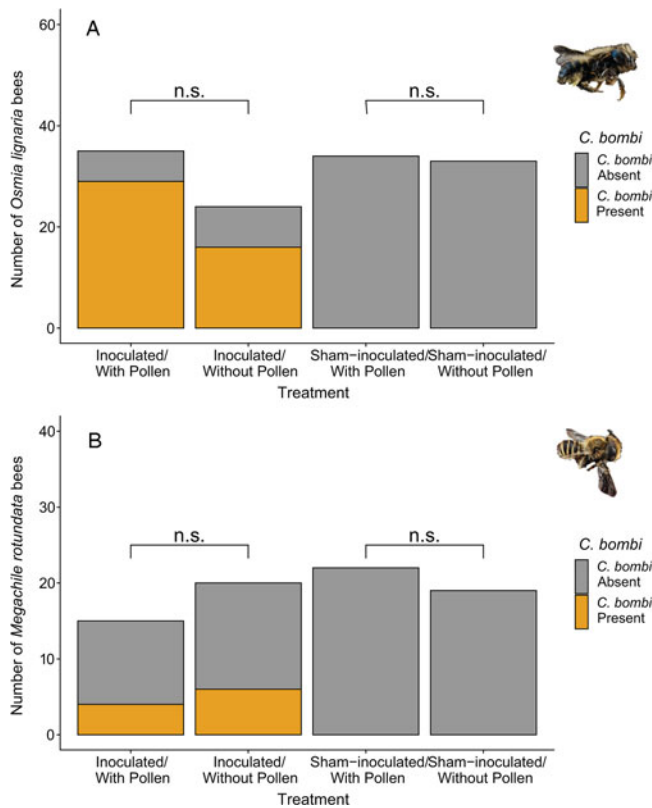 A
60
40
20
0
Number of Osmia lignaria bees
n.s.
n.s.
C. bombi
C. bombi
Absent
C. bombi
Present
Inoculated/
With Pollen
Inoculated/
Without Pollen
Sham−inoculated/
With Pollen
Sham−inoculated/
Without Pollen
Treatment
B
40
30
20
10
0
Number of Megachile rotundata bees
n.s.
n.s.
C. bombi
C. bombi
Absent
C. bombi
Present
Inoculated/
With Pollen
Inoculated/
Without Pollen
Sham−inoculated/
With Pollen
Sham−inoculated/
Without Pollen
Treatment